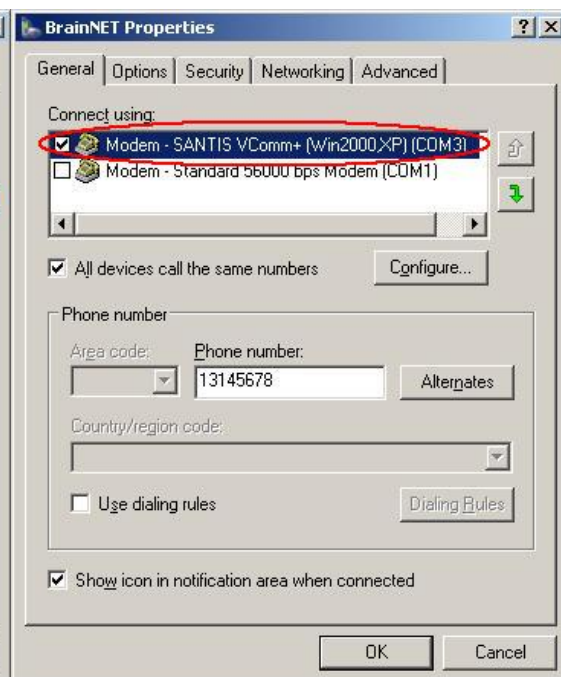 BrainNET Properties
General Options Security Networking Advanced
Connect using:
Modem - SANTIS VComm+ (Win2000,XP) (COM3)
Modem - Standard 56000 bps Modem (COM1)
All devices call the same numbers Configure...
Phone number
Area code: Phone number:
13145678 Alternates
Country/region code:
Use dialing rules Dialing Rules
Show icon in notification area when connected
OK Cancel